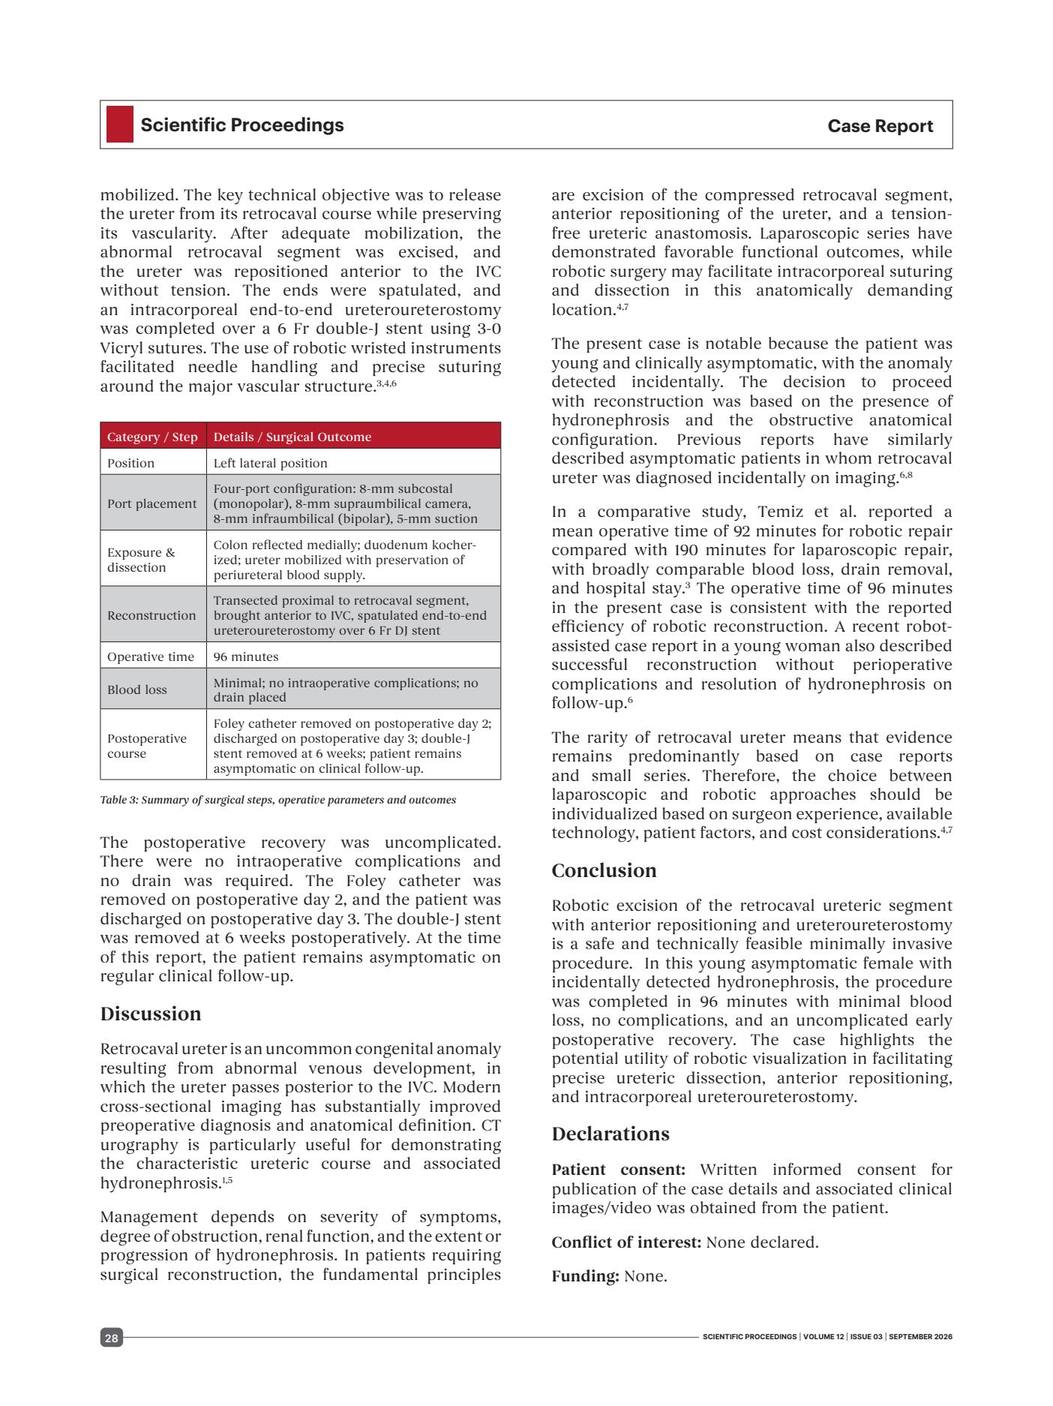 Scientific Proceedings
Case Report
mobilized. The key technical objective was to release
the ureter from its retrocaval course while preserving
its vascularity. After adequate mobilization, the
abnormal retrocaval segment was excised, and
the ureter was repositioned anterior to the IVC
without tension. The ends were spatulated, and
an intracorporeal end-to-end ureteroureterostomy
was completed over a 6 Fr double-J stent using 3-0
Vicryl sutures. The use of robotic wristed instruments
facilitated needle handling and precise suturing
around the major vascular structure.3,4,6
Category / Step
Details / Surgical Outcome
Position
Left lateral position
Port placement
Four-port configuration: 8-mm subcostal
(monopolar), 8-mm supraumbilical camera,
8-mm infraumbilical (bipolar), 5-mm suction
Exposure &
dissection
Colon reflected medially; duodenum kocher-
ized; ureter mobilized with preservation of
periureteral blood supply.
Reconstruction
Transected proximal to retrocaval segment,
brought anterior to IVC, spatulated end-to-end
ureteroureterostomy over 6 Fr DJ stent
Operative time
96 minutes
Blood loss
Minimal; no intraoperative complications; no
drain placed
Postoperative
course
Foley catheter removed on postoperative day 2;
discharged on postoperative day 3; double-J
stent removed at 6 weeks; patient remains
asymptomatic on clinical follow-up.
Table 3: Summary of surgical steps, operative parameters and outcomes
The postoperative recovery was uncomplicated.
There were no intraoperative complications and
no drain was required. The Foley catheter was
removed on postoperative day 2, and the patient was
discharged on postoperative day 3. The double-J stent
was removed at 6 weeks postoperatively. At the time
of this report, the patient remains asymptomatic on
regular clinical follow-up.
Discussion
Retrocaval ureter is an uncommon congenital anomaly
resulting from abnormal venous development, in
which the ureter passes posterior to the IVC. Modern
cross-sectional imaging has substantially improved
preoperative diagnosis and anatomical definition. CT
urography is particularly useful for demonstrating
the characteristic ureteric course and associated
hydronephrosis.1,5
Management depends on severity of symptoms,
degree of obstruction, renal function, and the extent or
progression of hydronephrosis. In patients requiring
surgical reconstruction, the fundamental principles
are excision of the compressed retrocaval segment,
anterior repositioning of the ureter, and a tension-
free ureteric anastomosis. Laparoscopic series have
demonstrated favorable functional outcomes, while
robotic surgery may facilitate intracorporeal suturing
and dissection in this anatomically demanding
location.4,7
The present case is notable because the patient was
young and clinically asymptomatic, with the anomaly
detected incidentally. The decision to proceed
with reconstruction was based on the presence of
hydronephrosis and the obstructive anatomical
configuration. Previous reports have similarly
described asymptomatic patients in whom retrocaval
ureter was diagnosed incidentally on imaging.6,8
In a comparative study, Temiz et al. reported a
mean operative time of 92 minutes for robotic repair
compared with 190 minutes for laparoscopic repair,
with broadly comparable blood loss, drain removal,
and hospital stay.3 The operative time of 96 minutes
in the present case is consistent with the reported
efficiency of robotic reconstruction. A recent robot-
assisted case report in a young woman also described
successful reconstruction without perioperative
complications and resolution of hydronephrosis on
follow-up.6
The rarity of retrocaval ureter means that evidence
remains predominantly based on case reports
and small series. Therefore, the choice between
laparoscopic and robotic approaches should be
individualized based on surgeon experience, available
technology, patient factors, and cost considerations.4,7
Conclusion
Robotic excision of the retrocaval ureteric segment
with anterior repositioning and ureteroureterostomy
is a safe and technically feasible minimally invasive
procedure. In this young asymptomatic female with
incidentally detected hydronephrosis, the procedure
was completed in 96 minutes with minimal blood
loss, no complications, and an uncomplicated early
postoperative recovery. The case highlights the
potential utility of robotic visualization in facilitating
precise ureteric dissection, anterior repositioning,
and intracorporeal ureteroureterostomy.
Declarations
Patient consent: Written informed consent for
publication of the case details and associated clinical
images/video was obtained from the patient.
Conflict of interest: None declared.
Funding: None.
28
SCIENTIFIC PROCEEDINGS | VOLUME 12 | ISSUE 03 | SEPTEMBER 2026